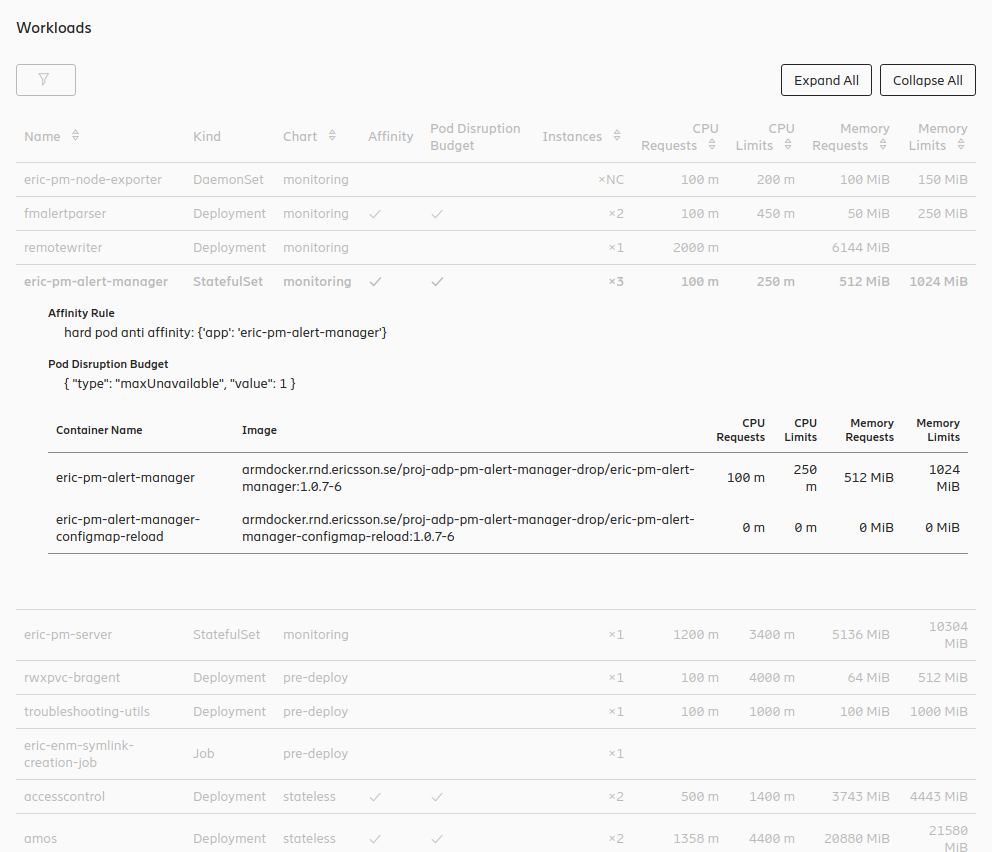 Workloads
Expand All Collapse All
Name Kind Chart Affinity Pod Disruption Budget Instances CPU Requests CPU Limits Memory Requests Memory Limits
eric-pm-node-exporter DaemonSet monitoring ×NC 100 m 200 m 100 MiB 150 MiB
fmalertparser Deployment monitoring ✓ ✓ ×2 100 m 450 m 50 MiB 250 MiB
remotewriter Deployment monitoring ×1 2000 m 6144 MiB
eric-pm-alert-manager StatefulSet monitoring ✓ ✓ ×3 100 m 250 m 512 MiB 1024 MiB
Affinity Rule
hard pod anti affinity: {'app': 'eric-pm-alert-manager'}
Pod Disruption Budget
{ "type": "maxUnavailable", "value": 1 }
Container Name Image CPU Requests CPU Limits Memory Requests Memory Limits
eric-pm-alert-manager armdocker.rnd.ericsson.se/proj-adp-pm-alert-manager-drop/eric-pm-alert-manager:1.0.7-6 100 m 250 m 512 MiB 1024 MiB
eric-pm-alert-manager-configmap-reload armdocker.rnd.ericsson.se/proj-adp-pm-alert-manager-drop/eric-pm-alert-manager-configmap-reload:1.0.7-6 0 m 0 m 0 MiB 0 MiB
eric-pm-server StatefulSet monitoring ×1 1200 m 3400 m 5136 MiB 10304 MiB
rwxpvc-bragent Deployment pre-deploy ×1 100 m 4000 m 64 MiB 512 MiB
troubleshooting-utils Deployment pre-deploy ×1 100 m 1000 m 100 MiB 1000 MiB
eric-enm-symlink-creation-job Job pre-deploy ×1
accesscontrol Deployment stateless ✓ ✓ ×2 500 m 1400 m 3743 MiB 4443 MiB
amos Deployment stateless ✓ ✓ ×2 1358 m 4400 m 20880 MiB 21580 MiB